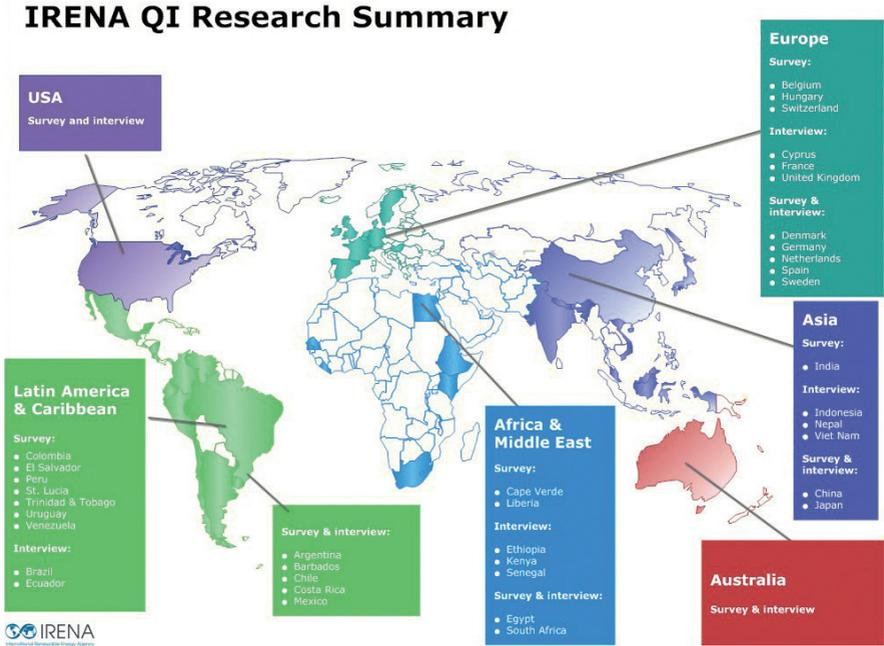 IRENA QI Research Summary
USA
Survey and interview
Europe
Survey:
Belgium
Hungary
Switzerland
Interview:
Cyprus
France
United Kingdom
Survey &
interview:
Denmark
Germany
Netherlands
Spain
Sweden
Asia
Survey:
India
Interview:
Indonesia
Nepal
Viet Nam
Survey &
interview:
China
Japan
Latin America
& Caribbean
Survey:
Colombia
El Salvador
Peru
St. Lucia
Trinidad & Tobago
Uruguay
Venezuela
Interview:
Brazil
Ecuador
Survey & interview:
Argentina
Barbados
Chile
Costa Rica
Mexico
Africa &
Middle East
Survey:
Cape Verde
Liberia
Interview:
Ethiopia
Kenya
Senegal
Survey & interview:
Egypt
South Africa
Australia
Survey & interview
IRENA
International Renewable Energy Agency